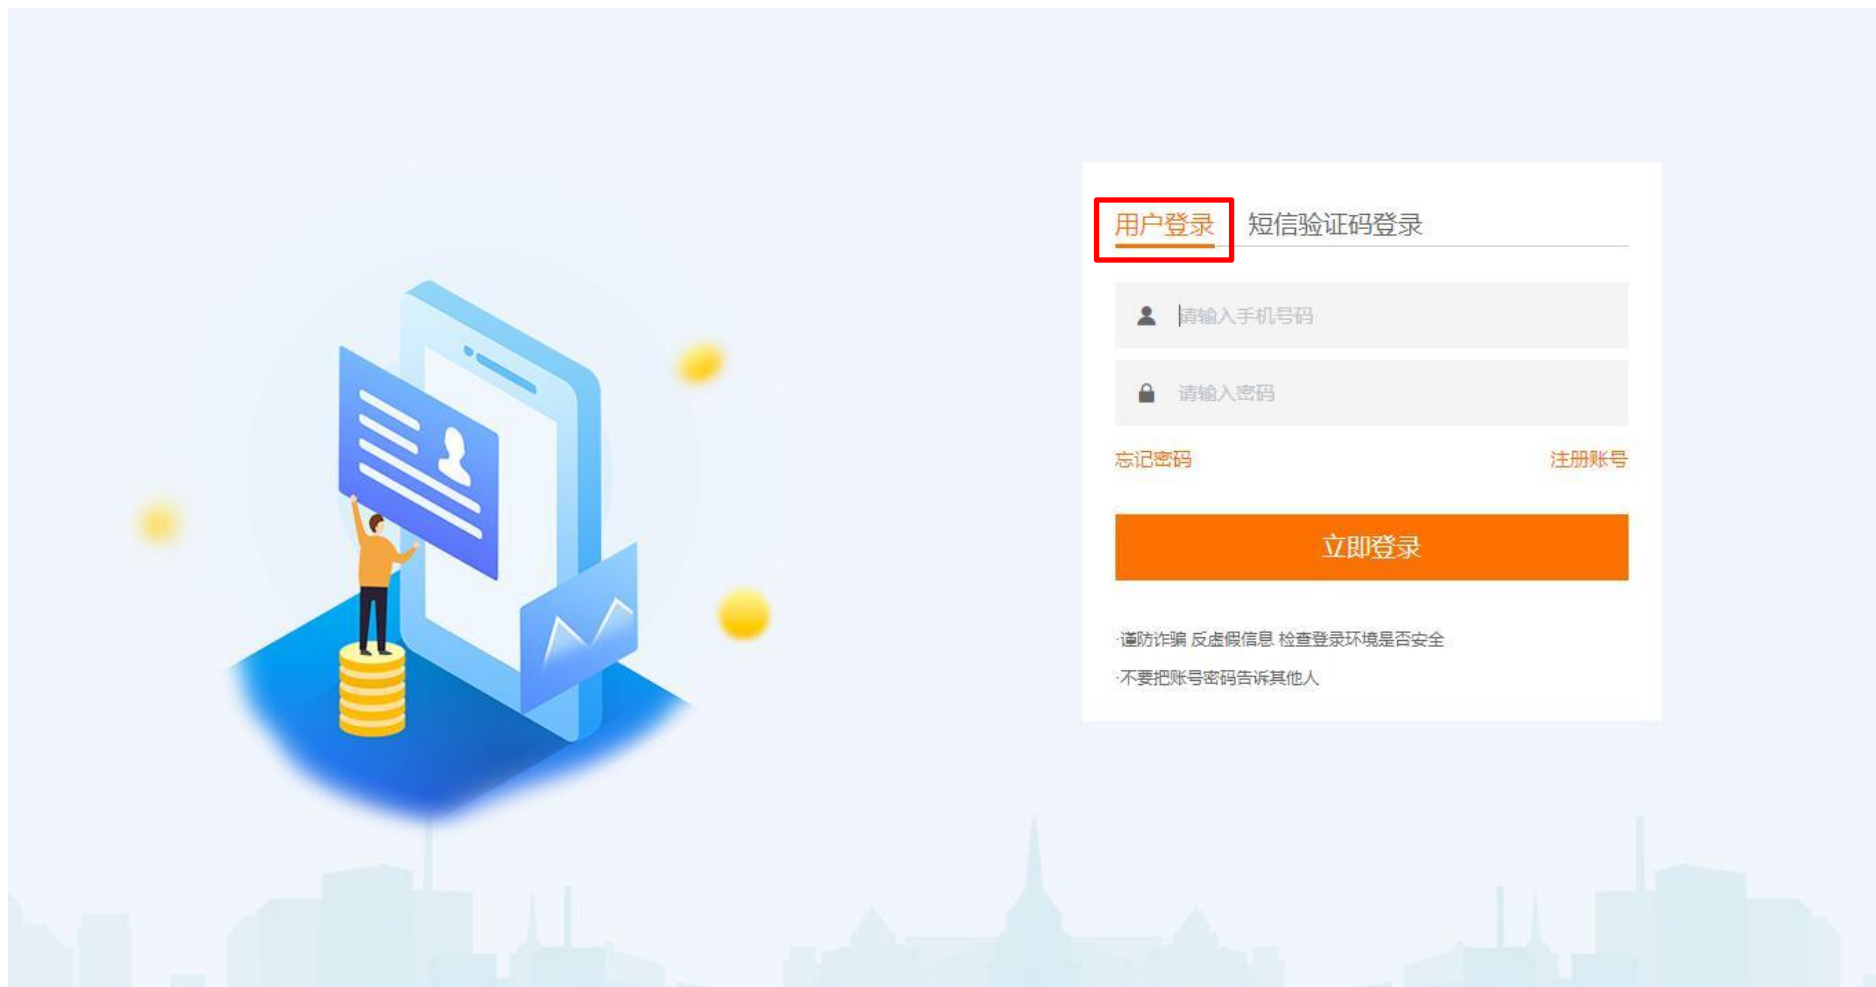 用户登录 短信验证码登录
请输入手机号码
请输入密码
忘记密码 注册账号
立即登录
·谨防诈骗 反虚假信息 检查登录环境是否安全
·不要把账号密码告诉其他人